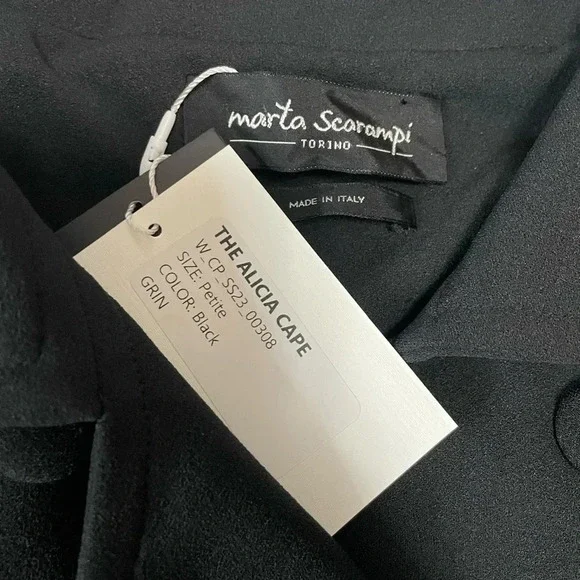 marta Scarampi
TORINO
MADE IN ITALY
THE ALICIA CAPE
W_CP_SS23_00308
SIZE: Petite
COLOR: Black
GRIN